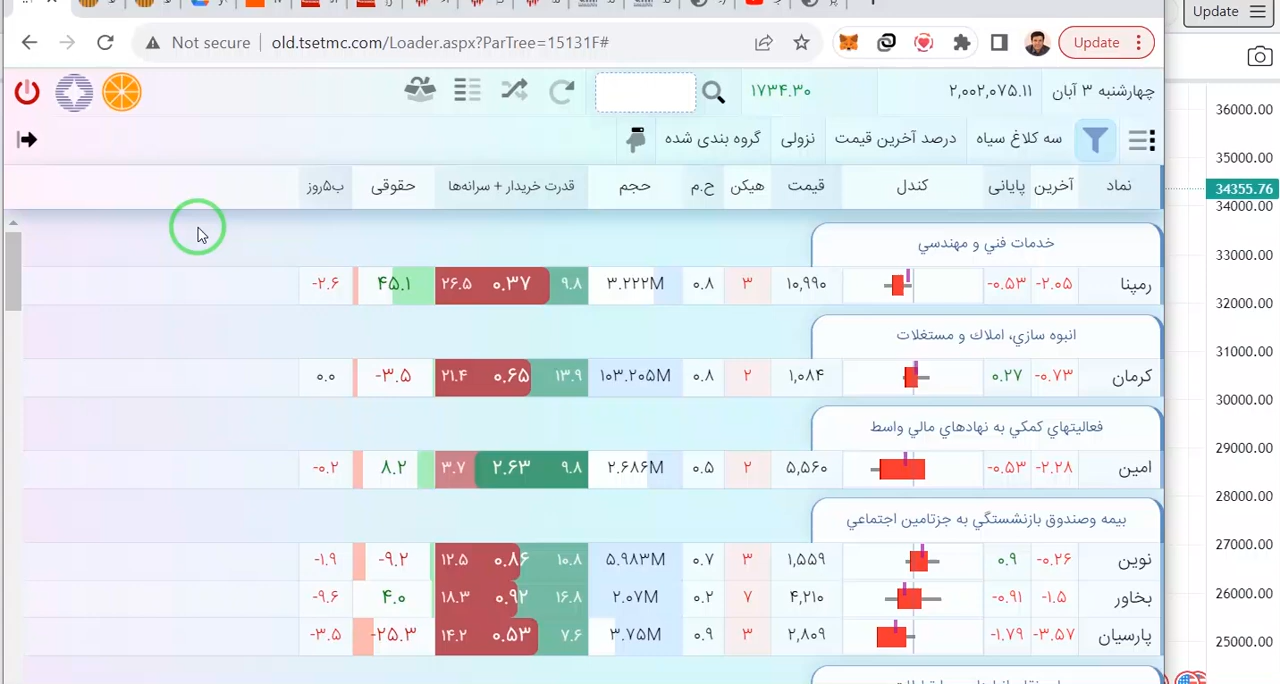 Update
Not secure | old.tsetmc.com/Loader.aspx?ParTree=15131F#
Update
چهارشنبه ۳ آبان ۲,۰۰۲,۰۷۵.۱۱ ۱۷۳۴.۳۰
سه کلاغ سیاه درصد آخرین قیمت نزولی گروه بندی شده
نماد آخرین پایانی کندل قیمت هیکن ح.م حجم قدرت خریدار + سرانه‌ها حقوقی ب۵روز
خدمات فني و مهندسي
رمپنا -۲.۰۵ -۰.۵۳ ۱۰,۹۹۰ ۳ ۰.۸ ۳.۲۲۲M ۹.۸ ۰.۳۷ ۲۶.۵ ۴۵.۱ -۲.۶
انبوه سازي، املاك و مستغلات
کرمان -۰.۷۳ ۰.۲۷ ۱,۰۸۴ ۲ ۰.۸ ۱۰۳.۲۰۵M ۱۳.۹ ۰.۶۵ ۲۱.۴ -۳.۵ ۰.۰
فعاليتهاي كمكي به نهادهاي مالي واسط
امین -۲.۲۸ -۰.۵۳ ۵,۵۶۰ ۲ ۰.۵ ۲.۶۸۶M ۹.۸ ۲.۶۳ ۳.۷ ۸.۲ -۰.۲
بيمه وصندوق بازنشستگي به جزتامين اجتماعي
نوین -۰.۲۶ ۰.۹ ۱,۵۵۹ ۳ ۰.۷ ۵.۹۸۳M ۱۰.۸ ۰.۸۶ ۱۲.۵ -۹.۲ -۱.۹
بخاور -۱.۵ -۰.۹۱ ۴,۲۱۰ ۷ ۰.۲ ۲.۰۷M ۱۶.۸ ۰.۹۲ ۱۸.۳ ۴.۰ -۹.۶
پارسیان -۳.۵۷ -۱.۷۹ ۲,۸۰۹ ۳ ۰.۹ ۳.۷۵M ۷.۶ ۰.۵۳ ۱۴.۲ -۲۵.۳ -۳.۵
36000.00
35000.00
34355.76
34000.00
33000.00
32000.00
31000.00
30000.00
29000.00
28000.00
27000.00
26000.00
25000.00